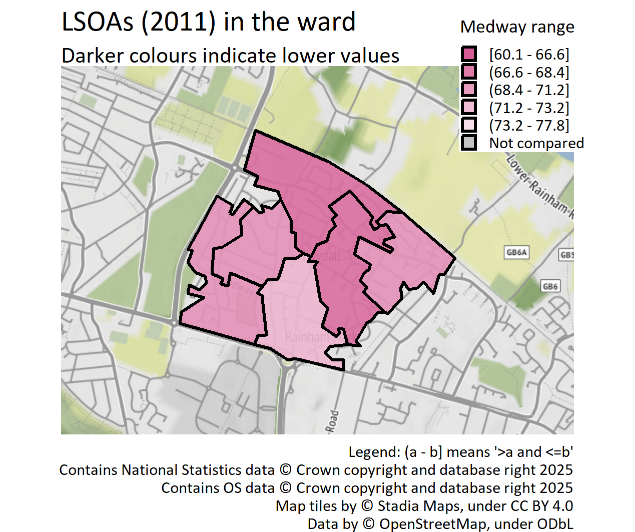 LSOAs (2011) in the ward
Darker colours indicate lower values
Medway range
[60.1 - 66.6]
(66.6 - 68.4]
(68.4 - 71.2]
(71.2 - 73.2]
(73.2 - 77.8]
Not compared
Lower-Rainham-R
GB6A
GBS
GB6
Rainham
-Road
Legend: (a - b] means '>a and <=b'
Contains National Statistics data © Crown copyright and database right 2025
Contains OS data © Crown copyright and database right 2025
Map tiles by © Stadia Maps, under CC BY 4.0
Data by © OpenStreetMap, under ODbL